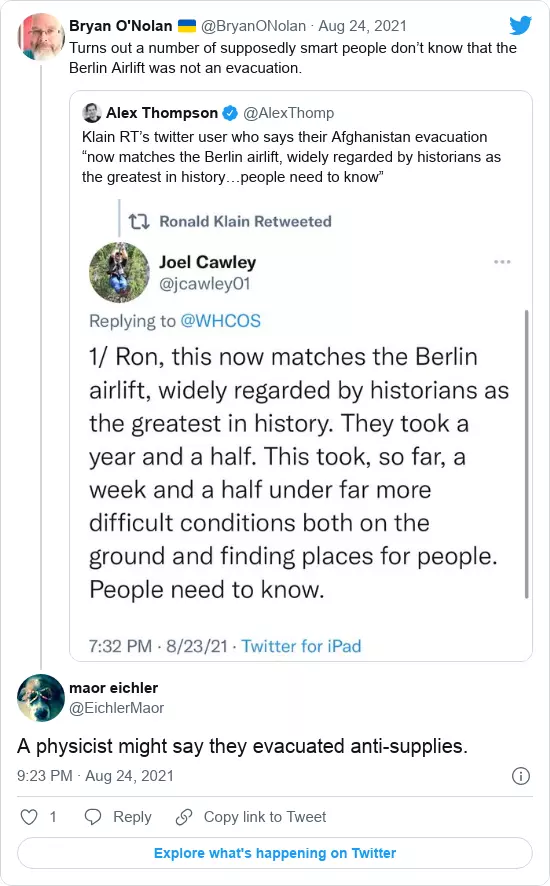 Bryan O'Nolan 🇺🇦 @BryanONolan · Aug 24, 2021
Turns out a number of supposedly smart people don’t know that the
Berlin Airlift was not an evacuation.
Alex Thompson @AlexThomp
Klain RT’s twitter user who says their Afghanistan evacuation
“now matches the Berlin airlift, widely regarded by historians as
the greatest in history…people need to know”
Ronald Klain Retweeted
Joel Cawley
@jcawley01
Replying to @WHCOS
1/ Ron, this now matches the Berlin
airlift, widely regarded by historians as
the greatest in history. They took a
year and a half. This took, so far, a
week and a half under far more
difficult conditions both on the
ground and finding places for people.
People need to know.
7:32 PM · 8/23/21 · Twitter for iPad
maor eichler
@EichlerMaor
A physicist might say they evacuated anti-supplies.
9:23 PM · Aug 24, 2021
1 Reply Copy link to Tweet
Explore what's happening on Twitter